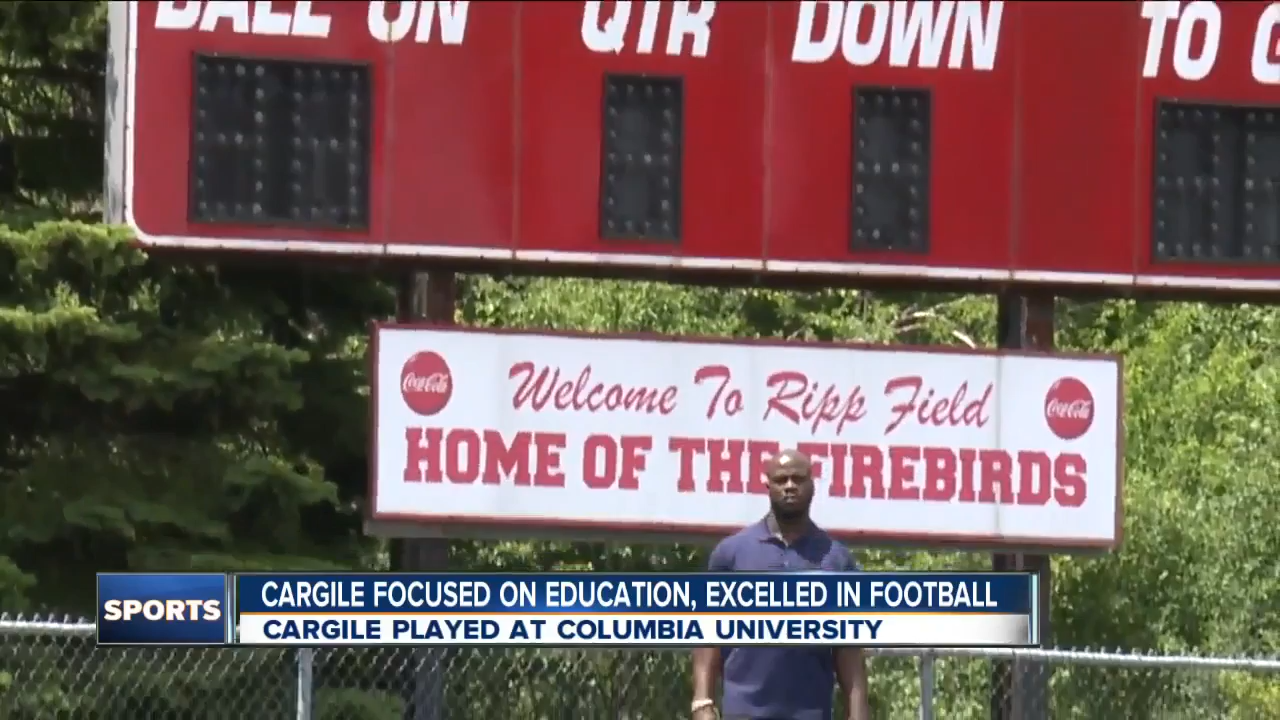 BALL ON QTR DOWN TO G
Coca-Cola Welcome To Ripp Field Coca-Cola
HOME OF THE FIREBIRDS
SPORTS
CARGILE FOCUSED ON EDUCATION, EXCELLED IN FOOTBALL
CARGILE PLAYED AT COLUMBIA UNIVERSITY